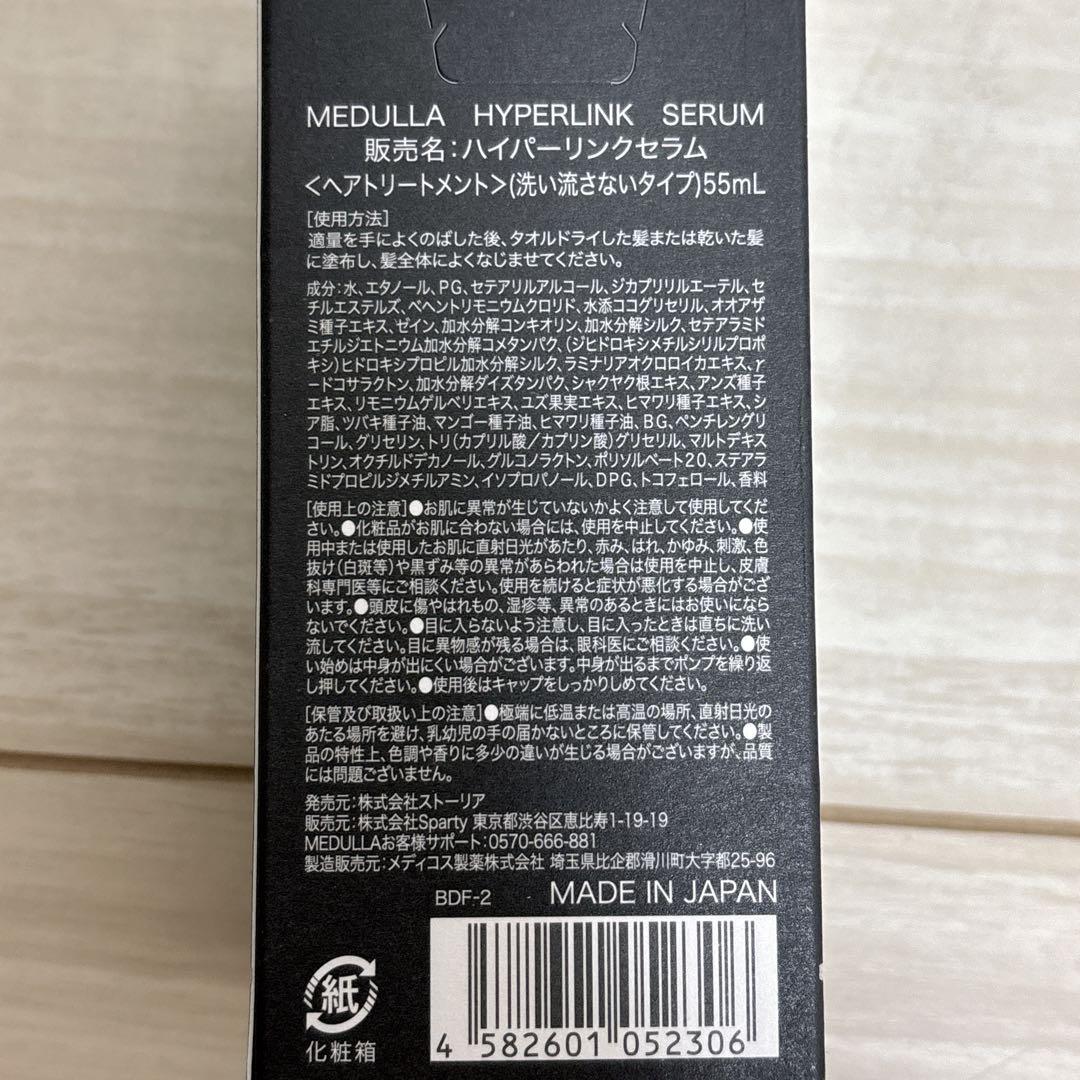 MEDULLA HYPERLINK SERUM
販売名:ハイパーリンクセラム
<ヘアトリートメント>(洗い流さないタイプ)55mL
[使用方法]
適量を手によくのばした後、タオルドライした髪または乾いた髪
に塗布し、髪全体によくなじませてください。
成分:水、エタノール、PG、セテアリルアルコール、ジカプリリルエーテル、セ
チルエステルズ、ベヘントリモニウムクロリド、水添ココグリセリル、オオアザ
ミ種子エキス、ゼイン、加水分解コンキオリン、加水分解シルク、セテアラミド
エチルジエトニウム加水分解コメタンパク、(ジヒドロキシメチルシリルプロポ
キシ)ヒドロキシプロピル加水分解シルク、ラミナリアオクロロイカエキス、γ
ードコサラクトン、加水分解ダイズタンパク、シャクヤク根エキス、アンズ種子
エキス、リモニウムゲルベリエキス、ユズ果実エキス、ヒマワリ種子エキス、シ
ア脂、ツバキ種子油、マンゴー種子油、ヒマワリ種子油、BG、ペンチレングリ
コール、グリセリン、トリ(カプリル酸/カプリン酸)グリセリル、マルトデキス
トリン、オクチルドデカノール、グルコノラクトン、ポリソルベート20、ステアラ
ミドプロピルジメチルアミン、イソプロパノール、DPG、トコフェロール、香料
[使用上の注意]●お肌に異常が生じていないかよく注意して使用してくだ
さい。●化粧品がお肌に合わない場合には、使用を中止してください。●使
用中または使用したお肌に直射日光があたり、赤み、はれ、かゆみ、刺激、色
抜け(白斑等)や黒ずみ等の異常があらわれた場合は使用を中止し、皮膚
科専門医等にご相談ください。使用を続けると症状が悪化する場合がござ
います。●頭皮に傷やはれもの、湿疹等、異常のあるときにはお使いになら
ないでください。●目に入らないよう注意し、目に入ったときは直ちに洗い
流してください。目に異物感が残る場合は、眼科医にご相談ください。●使
い始めは中身が出にくい場合がございます。中身が出るまでポンプを繰り返
し押してください。●使用後はキャップをしっかりしめてください。
[保管及び取扱い上の注意]●極端に低温または高温の場所、直射日光の
あたる場所を避け、乳幼児の手の届かないところに保管してください。●製
品の特性上、色調や香りに多少の違いが生じる場合がございますが、品質
には問題ございません。
発売元:株式会社ストーリア
販売元:株式会社Sparty 東京都渋谷区恵比寿1-19-19
MEDULLAお客様サポート:0570-666-881
製造販売元:メディコス製薬株式会社 埼玉県比企郡滑川町大字都25-96
BDF-2 MADE IN JAPAN
紙
化粧箱
4 582601 052306